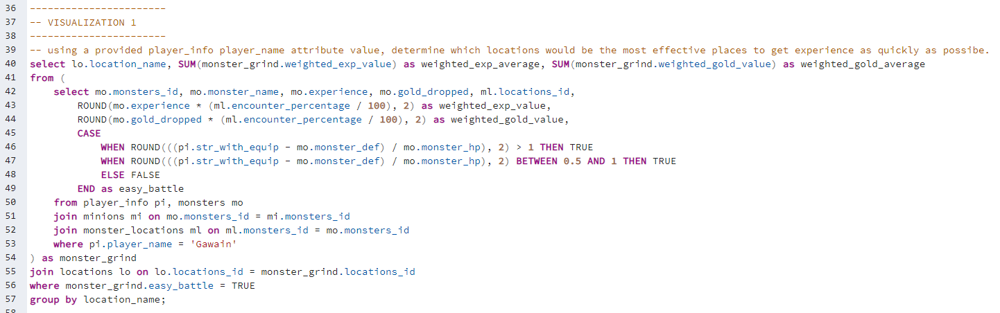 36 -----------------------
37 -- VISUALIZATION 1
38 -----------------------
39 -- using a provided player_info player_name attribute value, determine which locations would be the most effective places to get experience as quickly as possibe.
40 select lo.location_name, SUM(monster_grind.weighted_exp_value) as weighted_exp_average, SUM(monster_grind.weighted_gold_value) as weighted_gold_average
41 from (
42     select mo.monsters_id, mo.monster_name, mo.experience, mo.gold_dropped, ml.locations_id,
43         ROUND(mo.experience * (ml.encounter_percentage / 100), 2) as weighted_exp_value,
44         ROUND(mo.gold_dropped * (ml.encounter_percentage / 100), 2) as weighted_gold_value,
45         CASE
46             WHEN ROUND(((pi.str_with_equip - mo.monster_def) / mo.monster_hp), 2) > 1 THEN TRUE
47             WHEN ROUND(((pi.str_with_equip - mo.monster_def) / mo.monster_hp), 2) BETWEEN 0.5 AND 1 THEN TRUE
48             ELSE FALSE
49         END as easy_battle
50     from player_info pi, monsters mo
51     join minions mi on mo.monsters_id = mi.monsters_id
52     join monster_locations ml on ml.monsters_id = mo.monsters_id
53     where pi.player_name = 'Gawain'
54 ) as monster_grind
55 join locations lo on lo.locations_id = monster_grind.locations_id
56 where monster_grind.easy_battle = TRUE
57 group by location_name;